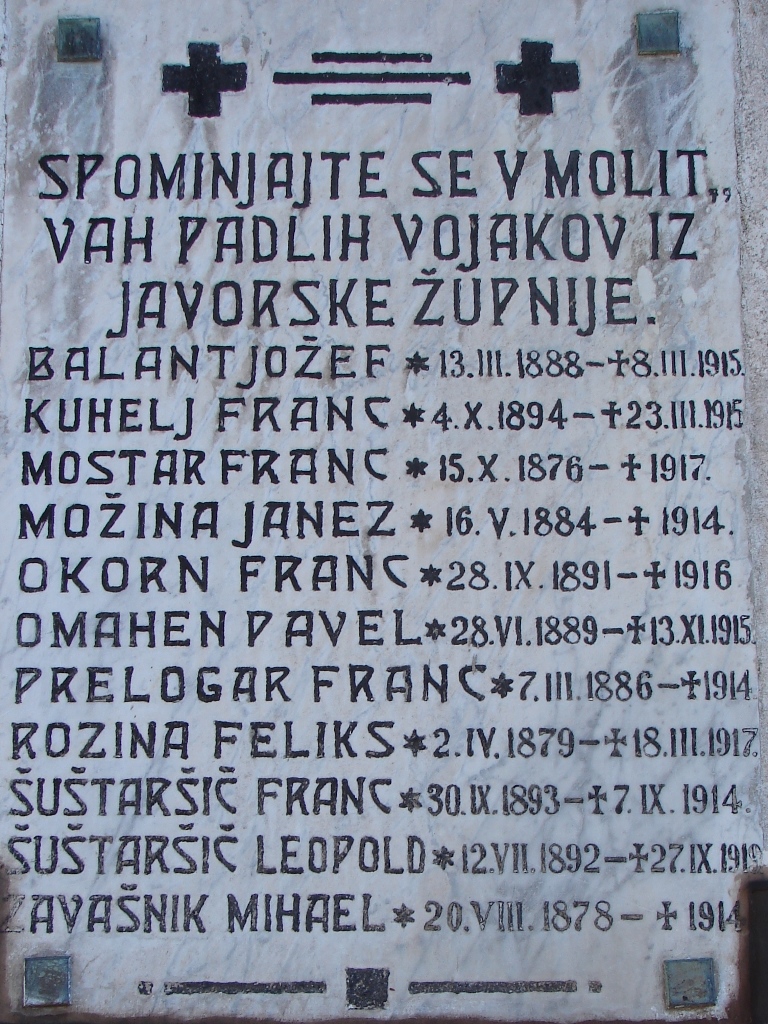 SPOMINJAJTE SE V MOLIT„
VAH PADLIH VOJAKOV IZ
JAVORSKE ŽUPNIJE.
BALANT JOŽEF * 13.III.1888-✝8.III.1915.
KUHELJ FRANC * 4.X.1894-✝23.III.1915
MOSTAR FRANC * 15.X.1876-✝1917.
MOŽINA JANEZ * 16.V.1884-✝1914.
OKORN FRANC * 28.IX.1891-✝1916
OMAHEN PAVEL * 28.VI.1889-✝13.XI.1915.
PRELOGAR FRANC * 7.III.1886-✝1914
ROZINA FELIKS * 2.IV.1879-✝18.III.1917.
ŠUŠTARŠIČ FRANC * 30.IX.1893-✝7.IX.1914.
ŠUŠTARŠIČ LEOPOLD * 12.VII.1892-✝27.IX.
ZAVAŠNIK MIHAEL * 20.VIII.1878-✝1914